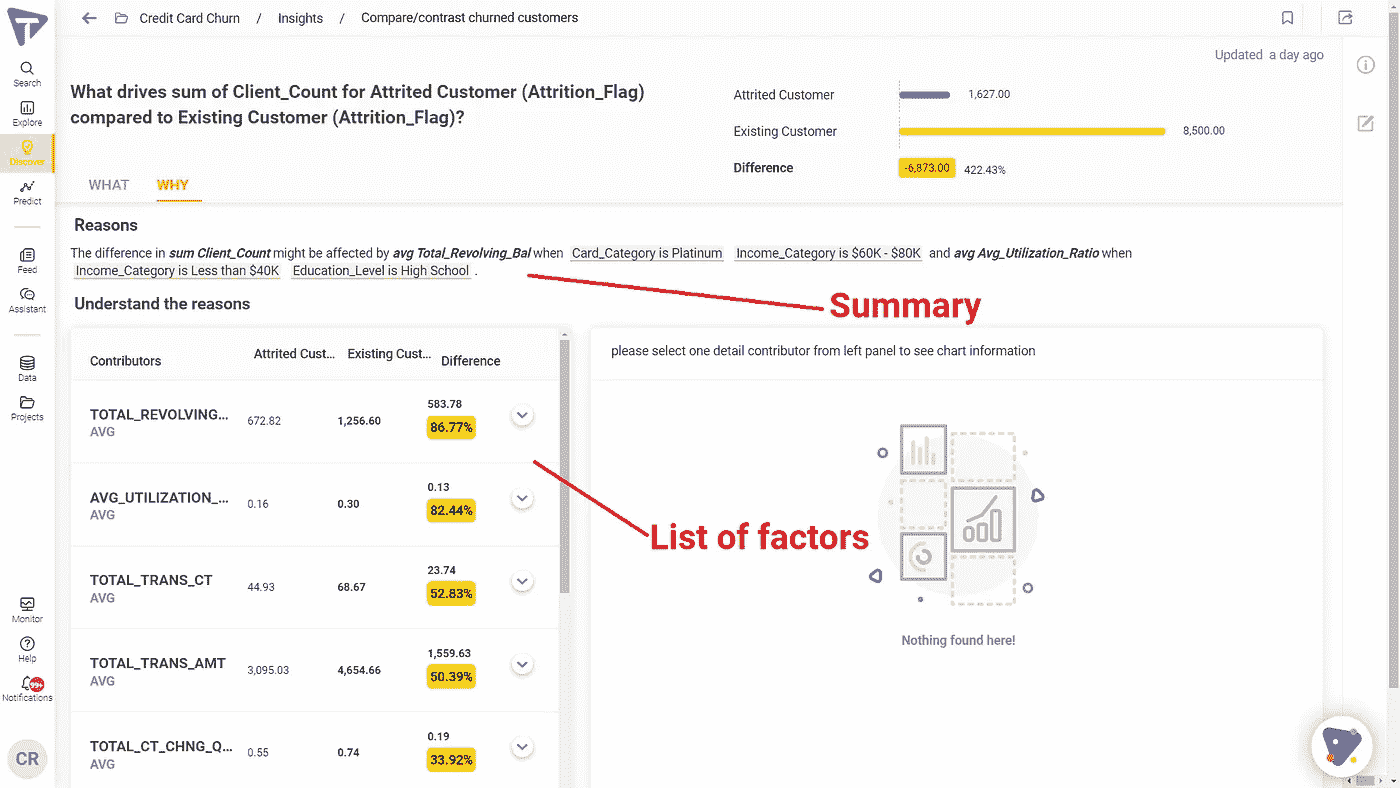 Credit Card Churn / Insights / Compare/contrast churned customers
Updated a day ago
Search
Explore
Discover
Predict
Feed
Assistant
Data
Projects
Monitor
Help
99+
Notifications
CR
What drives sum of Client_Count for Attrited Customer (Attrition_Flag)
compared to Existing Customer (Attrition_Flag)?
Attrited Customer 1,627.00
Existing Customer 8,500.00
Difference -6,873.00 422.43%
WHAT WHY
Reasons
The difference in sum Client_Count might be affected by avg Total_Revolving_Bal when Card_Category is Platinum Income_Category is $60K - $80K and avg Avg_Utilization_Ratio when
Income_Category is Less than $40K Education_Level is High School .
Summary
Understand the reasons
Contributors Attrited Cust... Existing Cust... Difference
TOTAL_REVOLVING... 672.82 1,256.60 583.78
AVG 86.77%
AVG_UTILIZATION_... 0.16 0.30 0.13
AVG 82.44%
TOTAL_TRANS_CT 44.93 68.67 23.74
AVG 52.83%
TOTAL_TRANS_AMT 3,095.03 4,654.66 1,559.63
AVG 50.39%
TOTAL_CT_CHNG_Q... 0.55 0.74 0.19
AVG 33.92%
List of factors
please select one detail contributor from left panel to see chart information
Nothing found here!